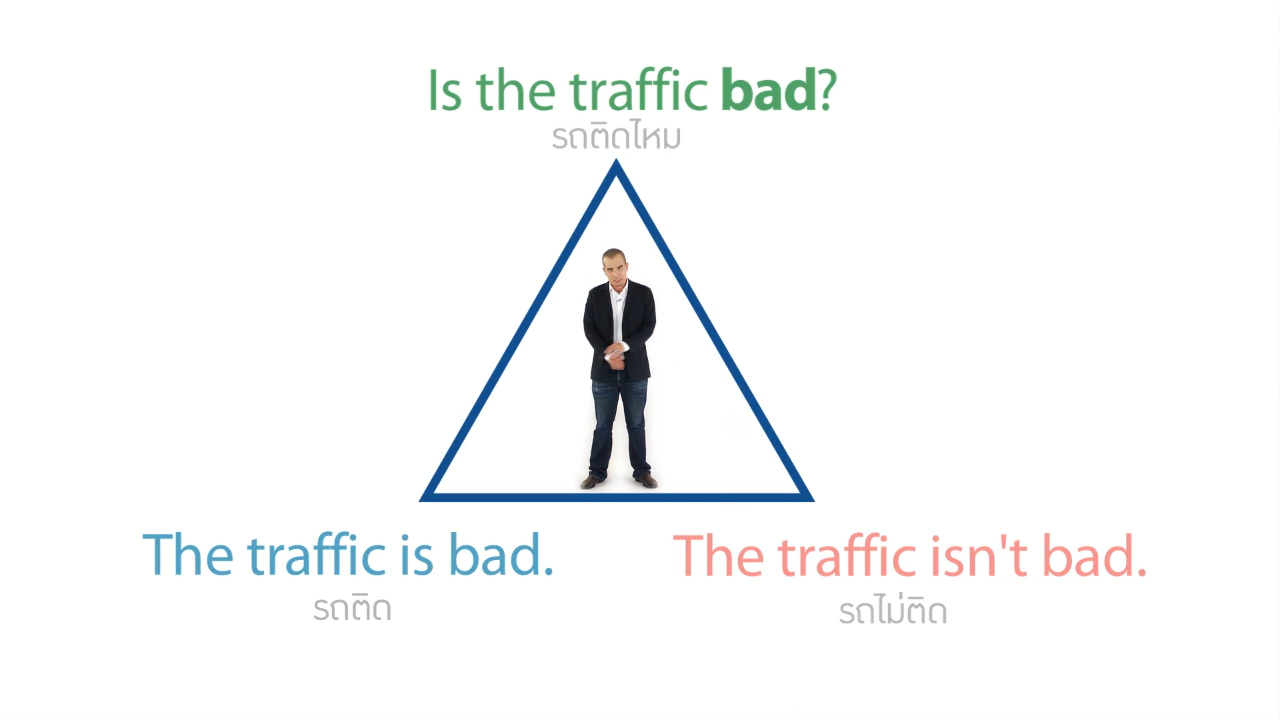 Is the traffic bad?
รถติดไหม
The traffic is bad.
รถติด
The traffic isn't bad.
รถไม่ติด